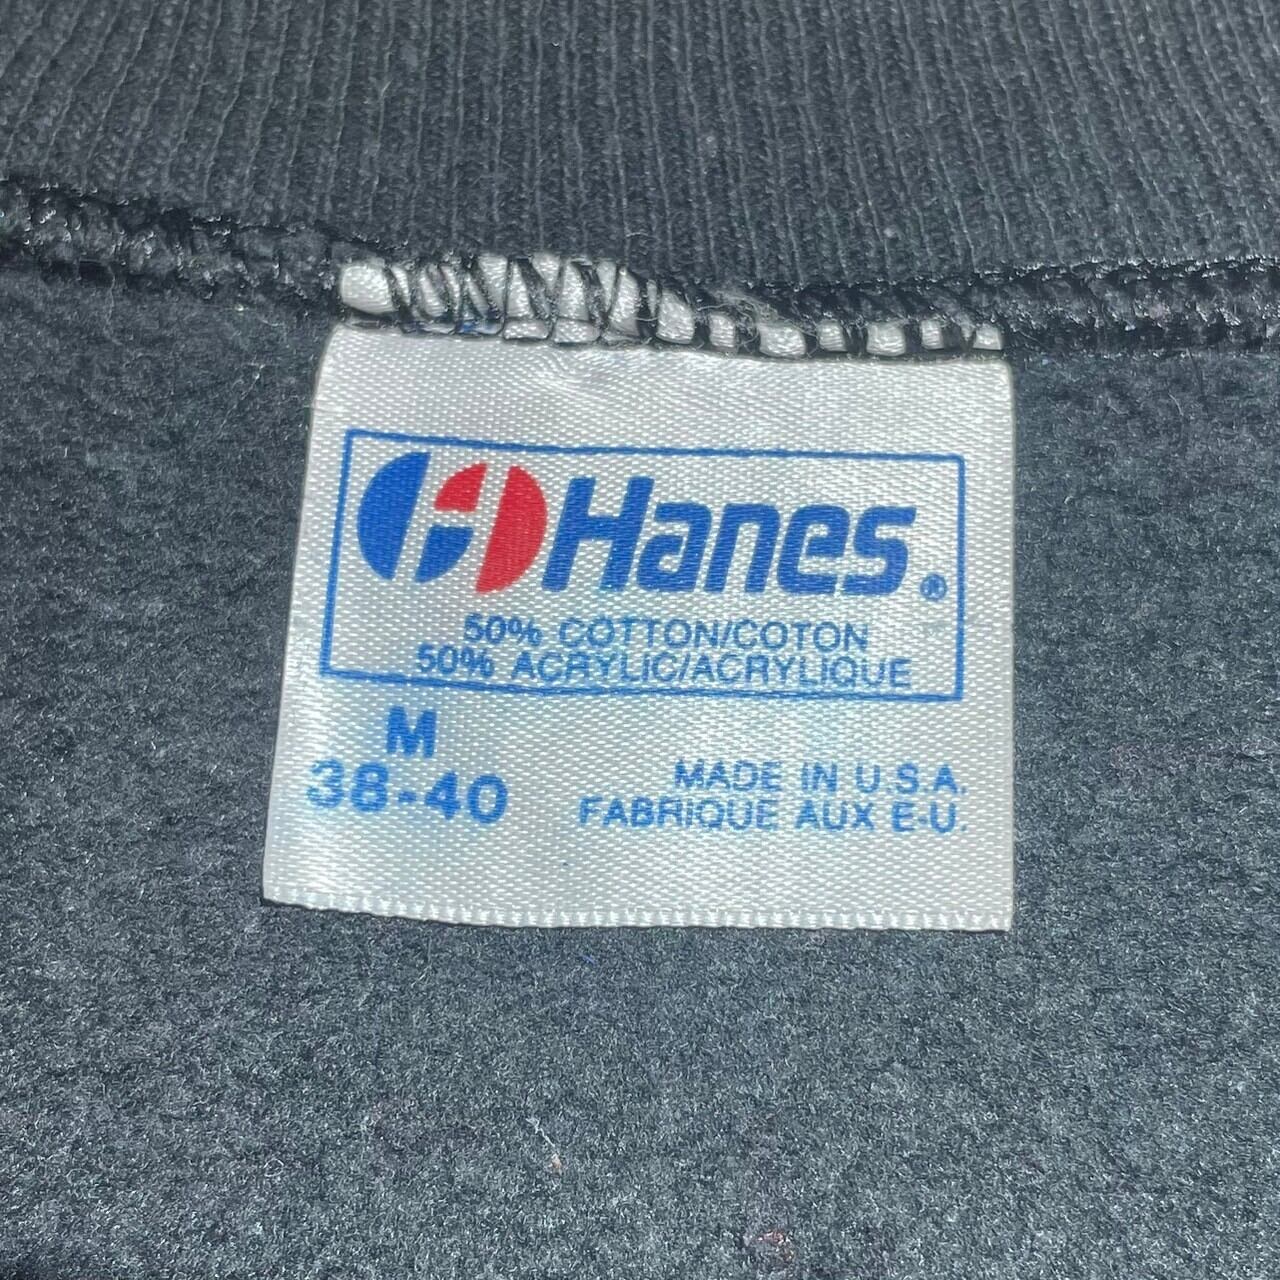 Hanes®
50% COTTON/COTON
50% ACRYLIC/ACRYLIQUE
M
38-40
MADE IN U.S.A.
FABRIQUE AUX E-U.